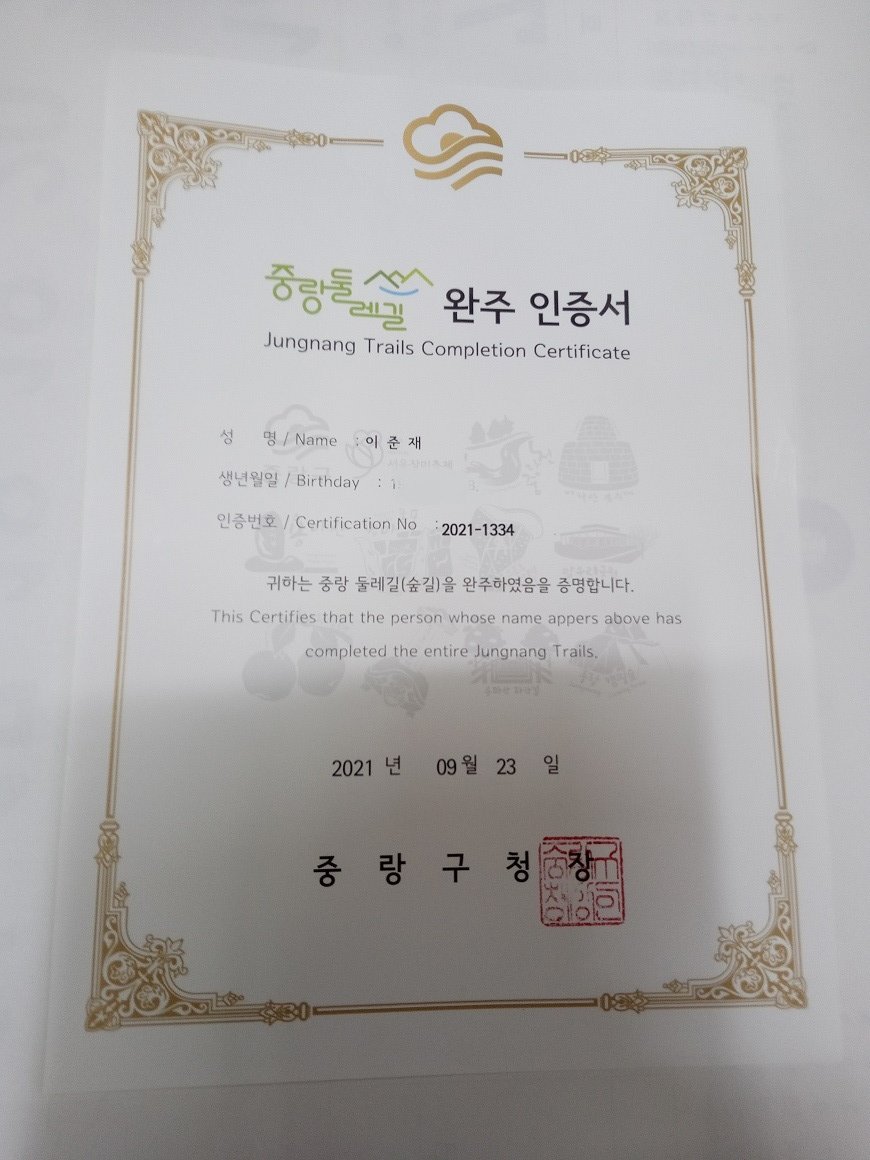 중랑둘레길 완주 인증서
Jungnang Trails Completion Certificate
성 명 / Name : 이 준 재
생년월일 / Birthday :
인증번호 / Certification No : 2021-1334
귀하는 중랑 둘레길(숲길)을 완주하였음을 증명합니다.
This Certifies that the person whose name appers above has
completed the entire Jungnang Trails.
2021 년 09 월 23 일
중 랑 구 청 장